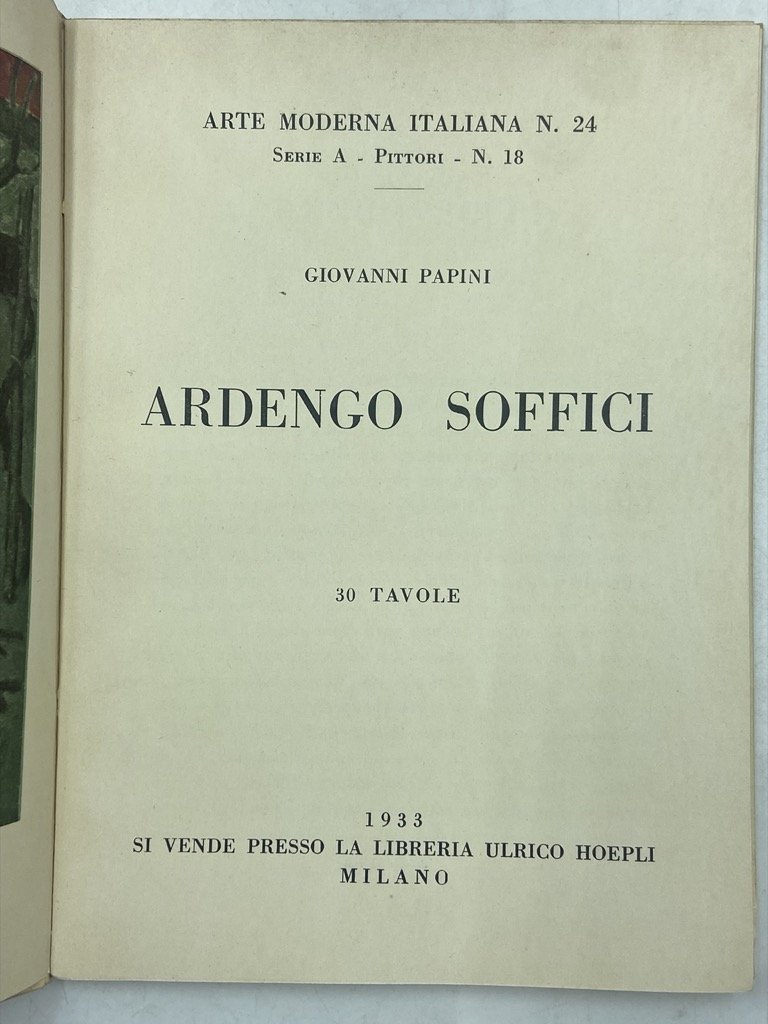 ARTE MODERNA ITALIANA N. 24
SERIE A - PITTORI - N. 18
GIOVANNI PAPINI
ARDENGO SOFFICI
30 TAVOLE
1933
SI VENDE PRESSO LA LIBRERIA ULRICO HOEPLI
MILANO